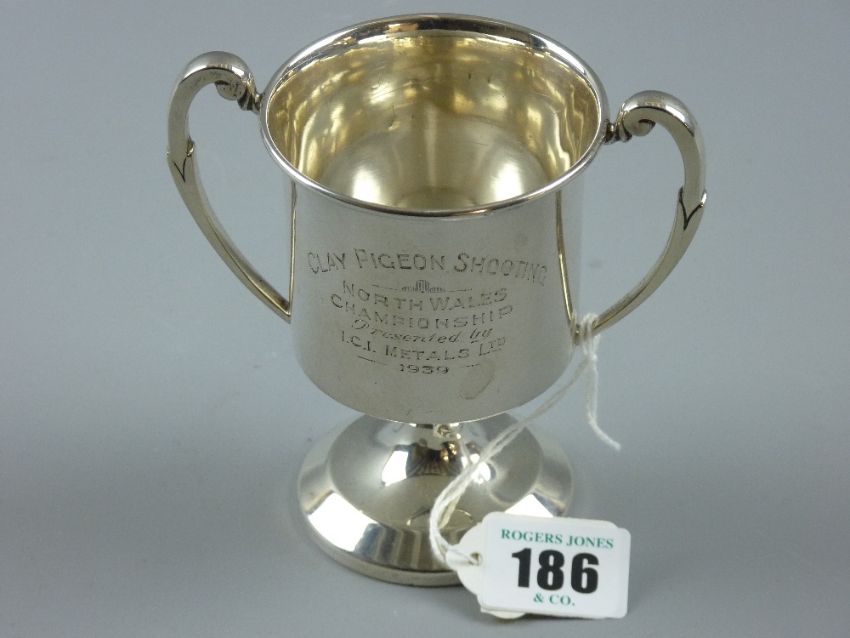 CLAY PIGEON SHOOTING
NORTH WALES
CHAMPIONSHIP
Presented by
I.C.I. METALS LTD
1939
ROGERS JONES
186
& CO.